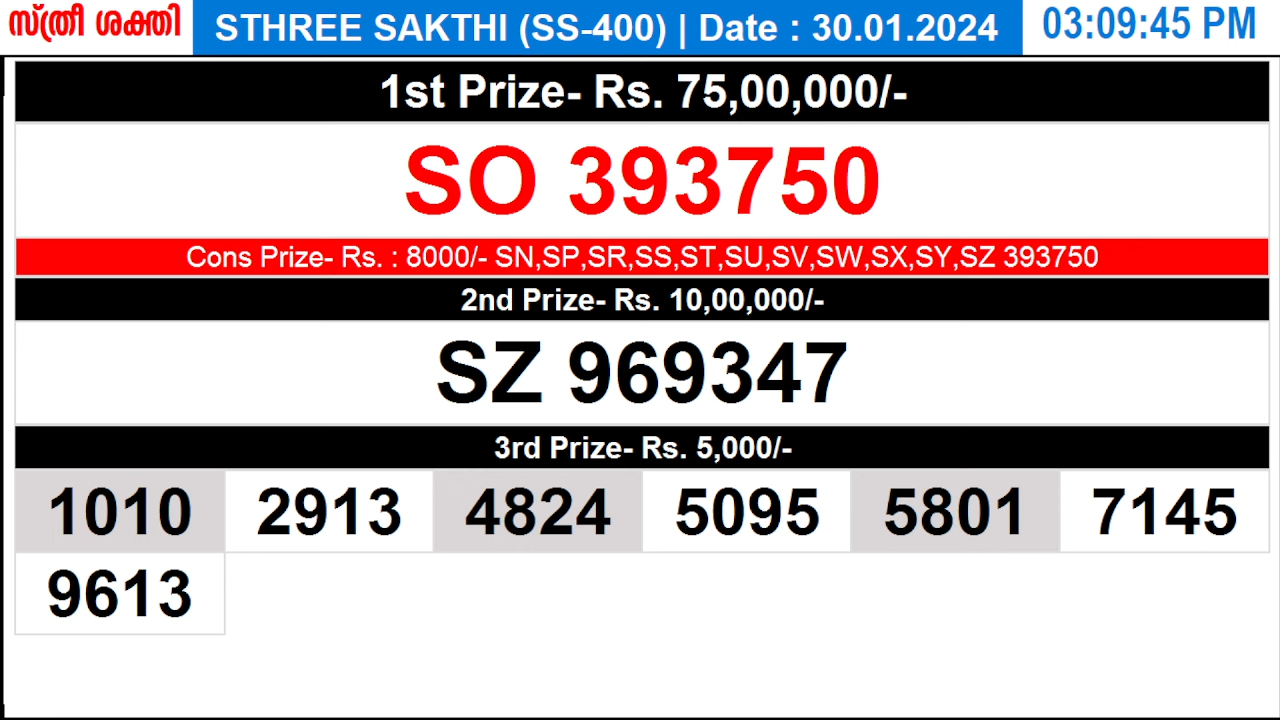 സ്ത്രീ ശക്തി STHREE SAKTHI (SS-400) | Date : 30.01.2024 03:09:45 PM
1st Prize- Rs. 75,00,000/-
SO 393750
Cons Prize- Rs. : 8000/- SN,SP,SR,SS,ST,SU,SV,SW,SX,SY,SZ 393750
2nd Prize- Rs. 10,00,000/-
SZ 969347
3rd Prize- Rs. 5,000/-
1010 2913 4824 5095 5801 7145
9613